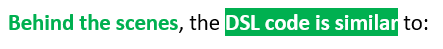 Behind the scenes, the DSL code is similar to: